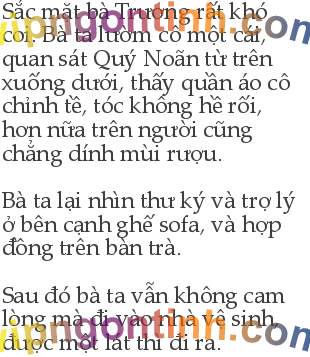 Sắc mặt bà Trương rất khó
coi. Bà ta lườm cô một cái,
quan sát Quý Noãn từ trên
xuống dưới, thấy quần áo cô
chỉnh tề, tóc không hề rối,
hơn nữa trên người cũng
chẳng dính mùi rượu.
Bà ta lại nhìn thư ký và trợ lý
ở bên cạnh ghế sofa, và hợp
đồng trên bàn trà.
Sau đó bà ta vẫn không cam
lòng mà đi vào nhà vệ sinh,
được một lát thì đi ra.
vipngontinh.com
vipngontinh.com